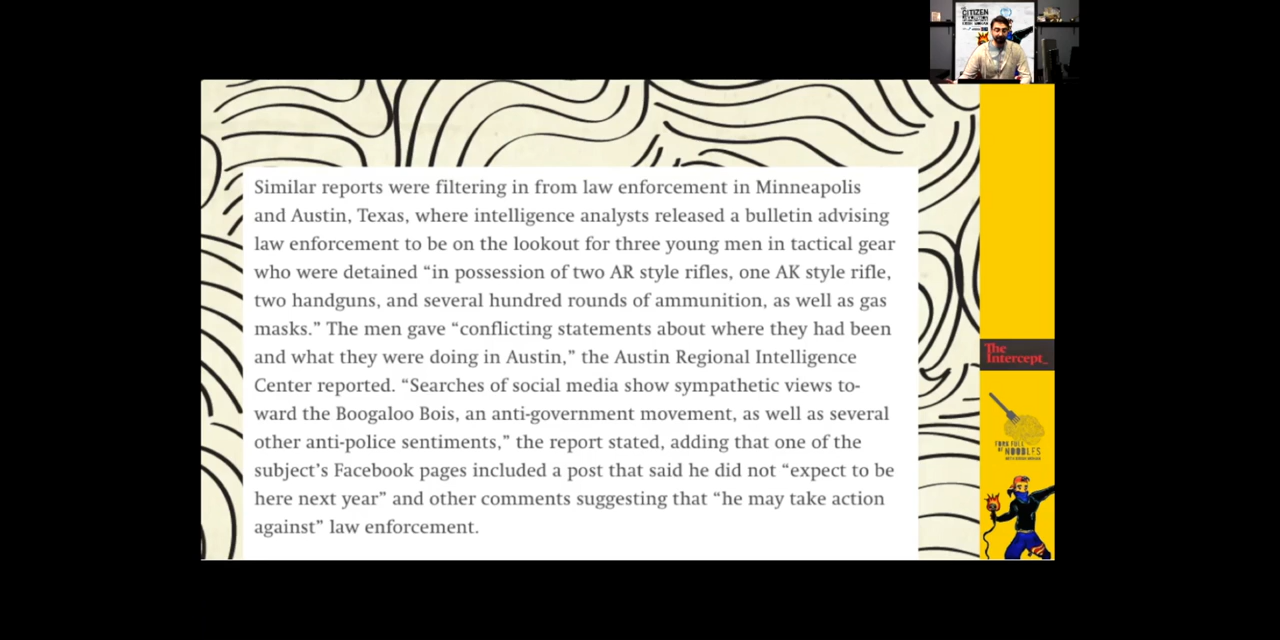 CITIZEN
REVOLUTION
Similar reports were filtering in from law enforcement in Minneapolis
and Austin, Texas, where intelligence analysts released a bulletin advising
law enforcement to be on the lookout for three young men in tactical gear
who were detained “in possession of two AR style rifles, one AK style rifle,
two handguns, and several hundred rounds of ammunition, as well as gas
masks.” The men gave “conflicting statements about where they had been
and what they were doing in Austin,” the Austin Regional Intelligence
Center reported. “Searches of social media show sympathetic views to-
ward the Boogaloo Bois, an anti-government movement, as well as several
other anti-police sentiments,” the report stated, adding that one of the
subject’s Facebook pages included a post that said he did not “expect to be
here next year” and other comments suggesting that “he may take action
against” law enforcement.
The
Intercept_
FORK FULL
OF NOODLES